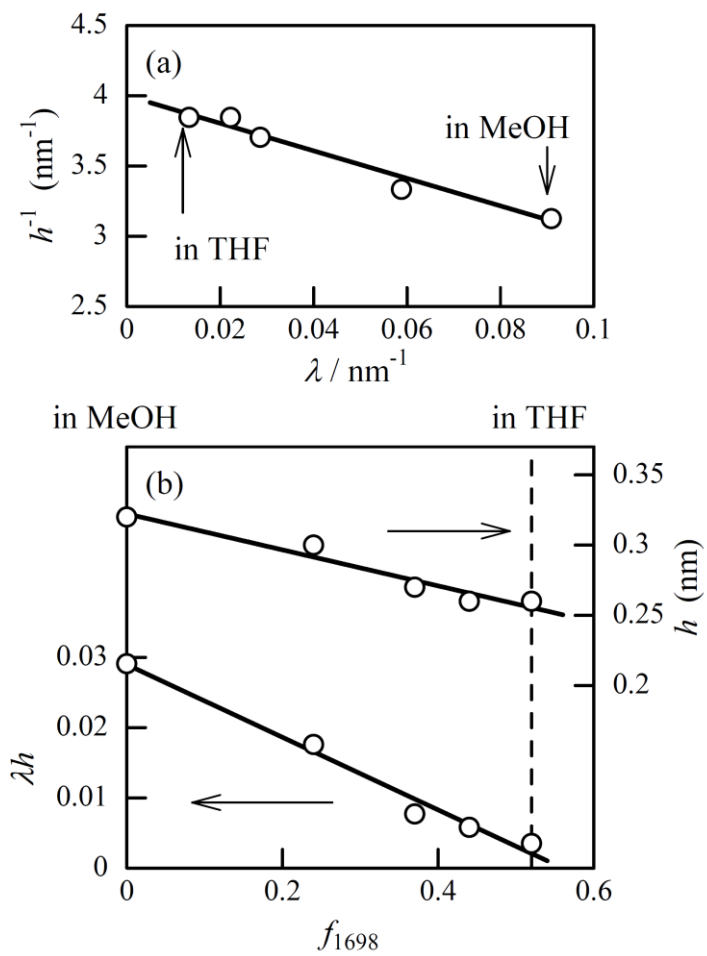 4.5
(a)
4
in MeOH
3.5
h⁻¹ (nm⁻¹)
3
in THF
2.5
0 0.02 0.04 0.06 0.08 0.1
λ / nm⁻¹
in MeOH in THF
(b)
0.35
0.3
h (nm)
0.25
0.03
0.2
0.02
λh
0.01
0
0 0.2 0.4 0.6
f₁₆₉₈